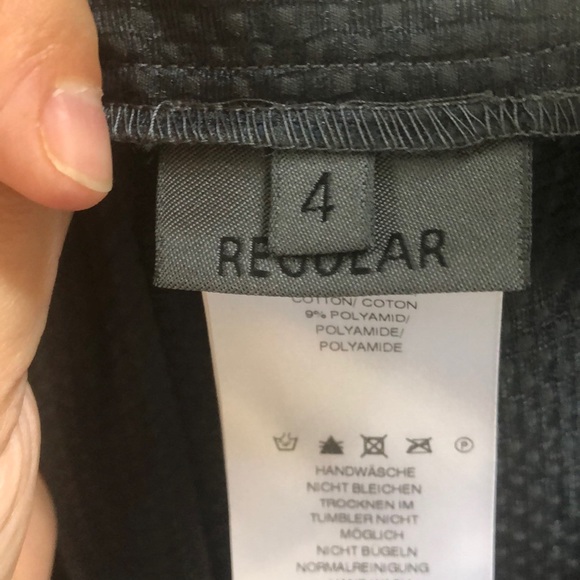 4
REGULAR
COTTON/ COTON
9% POLYAMID/
POLYAMIDE/
POLYAMIDE
P
HANDWÄSCHE
NICHT BLEICHEN
TROCKNEN IM
TUMBLER NICHT
MÖGLICH
NICHT BÜGELN
NORMALREINIGUNG